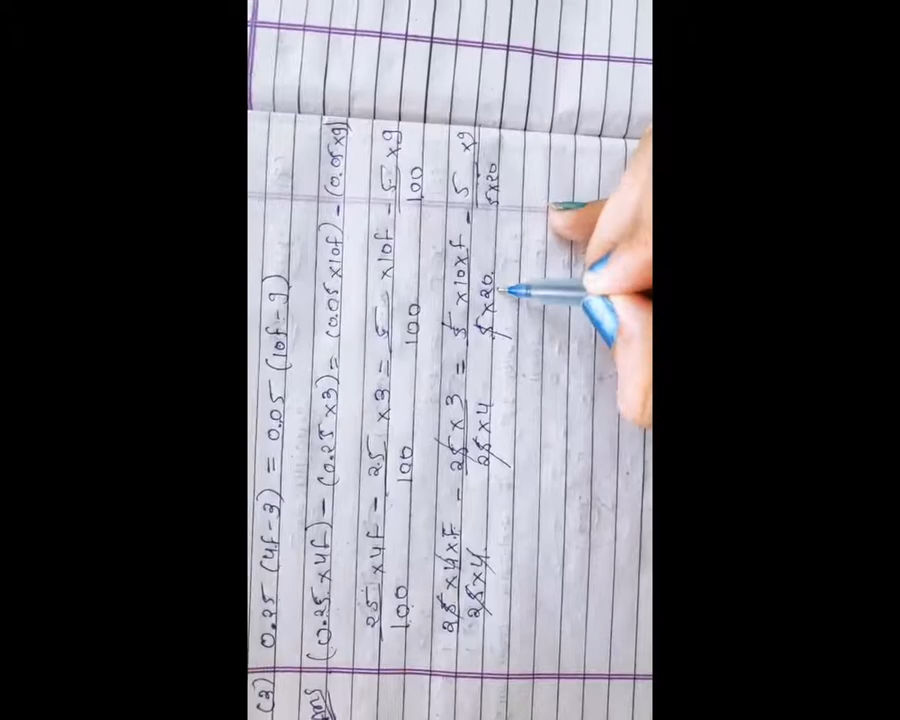 (2) 0.25 (4f-3) = 0.05 (10f-9)
Ans (0.25 x 4f) - (0.25 x 3) = (0.05 x 10f) - (0.05 x 9)
25/100 x 4f - 25/100 x 3 = 5/100 x 10f - 5/100 x 9
25 x 4 x f / 25 x 4 - 25 x 3 / 25 x 4 = 5 x 10 x f / 5 x 20 - 5 x 9 / 5 x 20